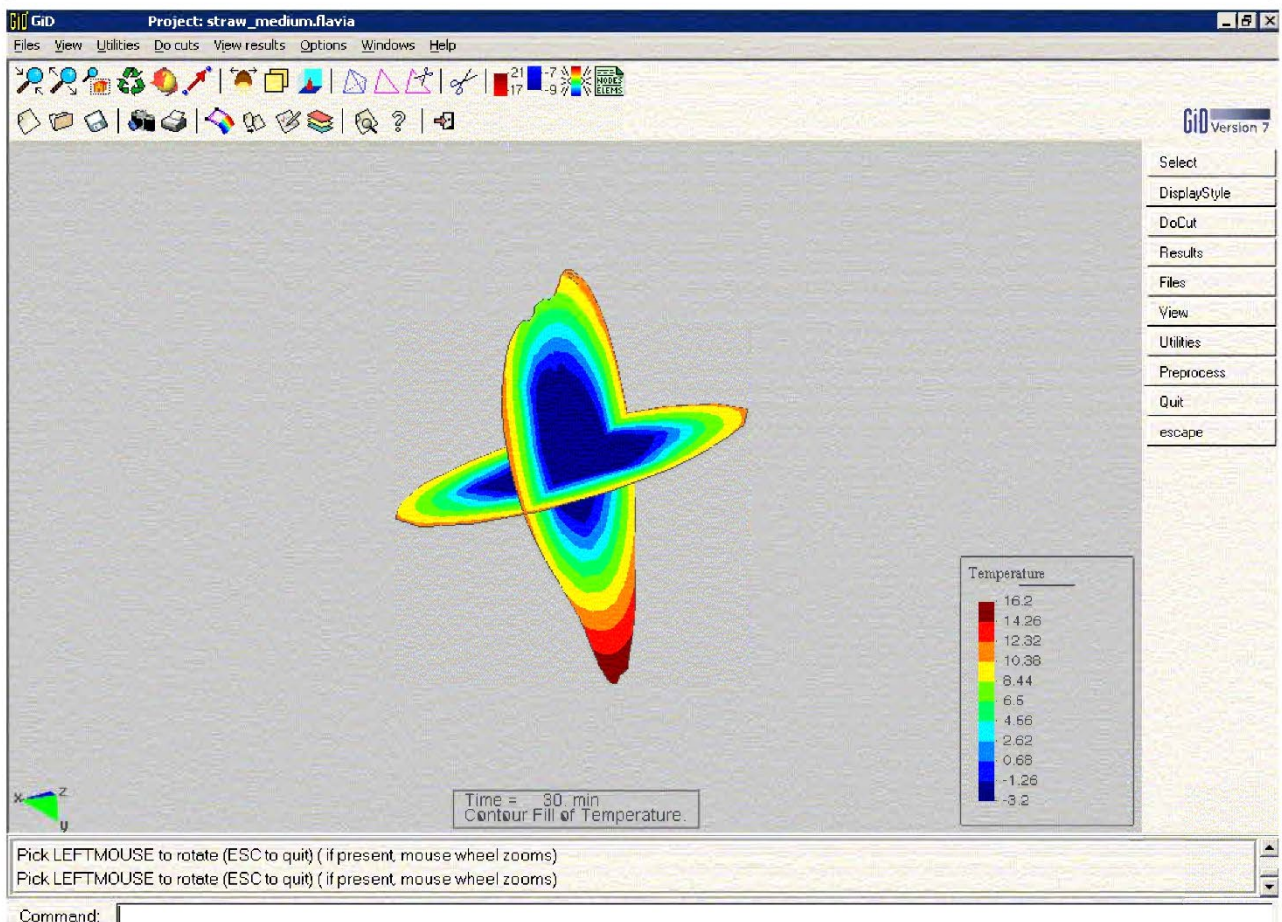 GiD Project: straw_medium.flavia
Files View Utilities Do cuts View results Options Windows Help
21
17
-7
-9
NODES
ELEMS
?
GiD Version 7
Select
DisplayStyle
DoCut
Results
Files
View
Utilities
Preprocess
Quit
escape
Temperature
16.2
14.26
12.32
10.38
8.44
6.5
4.56
2.62
0.68
-1.26
-3.2
x z
y
Time = 30 min
Contour Fill of Temperature.
Pick LEFTMOUSE to rotate (ESC to quit) ( if present, mouse wheel zooms)
Pick LEFTMOUSE to rotate (ESC to quit) ( if present, mouse wheel zooms)
Command: